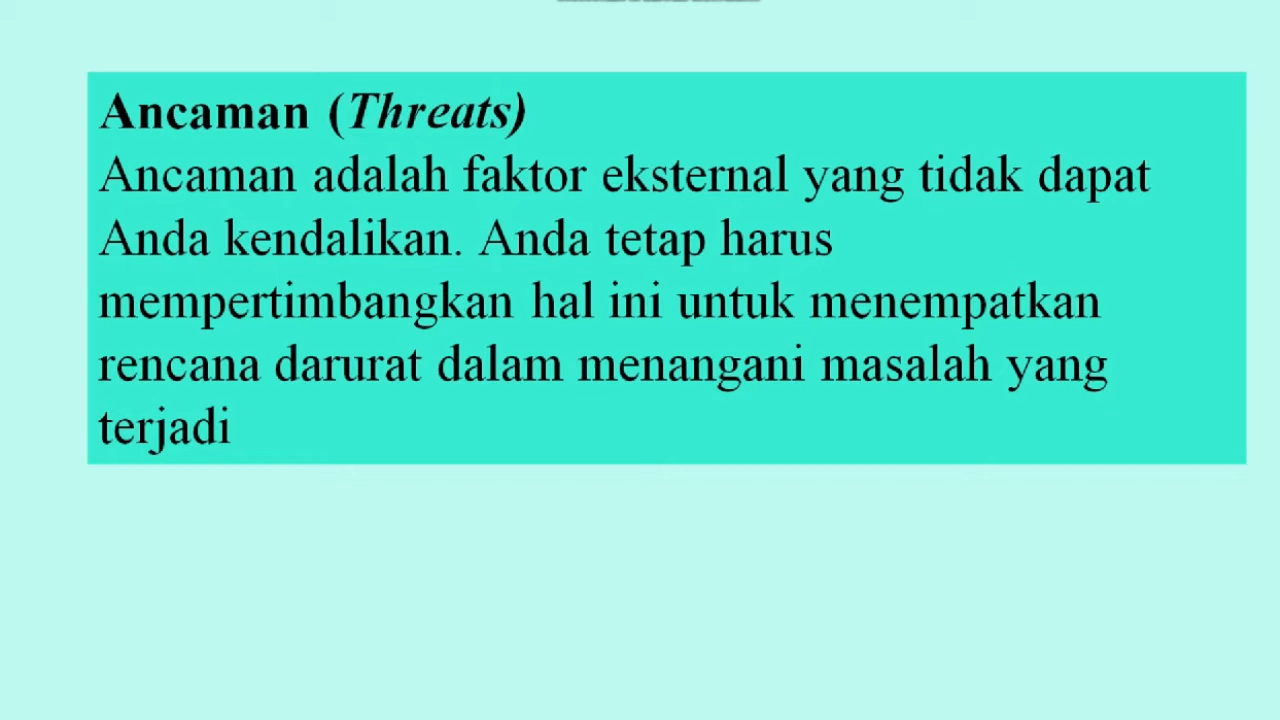 Ancaman (Threats)
Ancaman adalah faktor eksternal yang tidak dapat
Anda kendalikan. Anda tetap harus
mempertimbangkan hal ini untuk menempatkan
rencana darurat dalam menangani masalah yang
terjadi